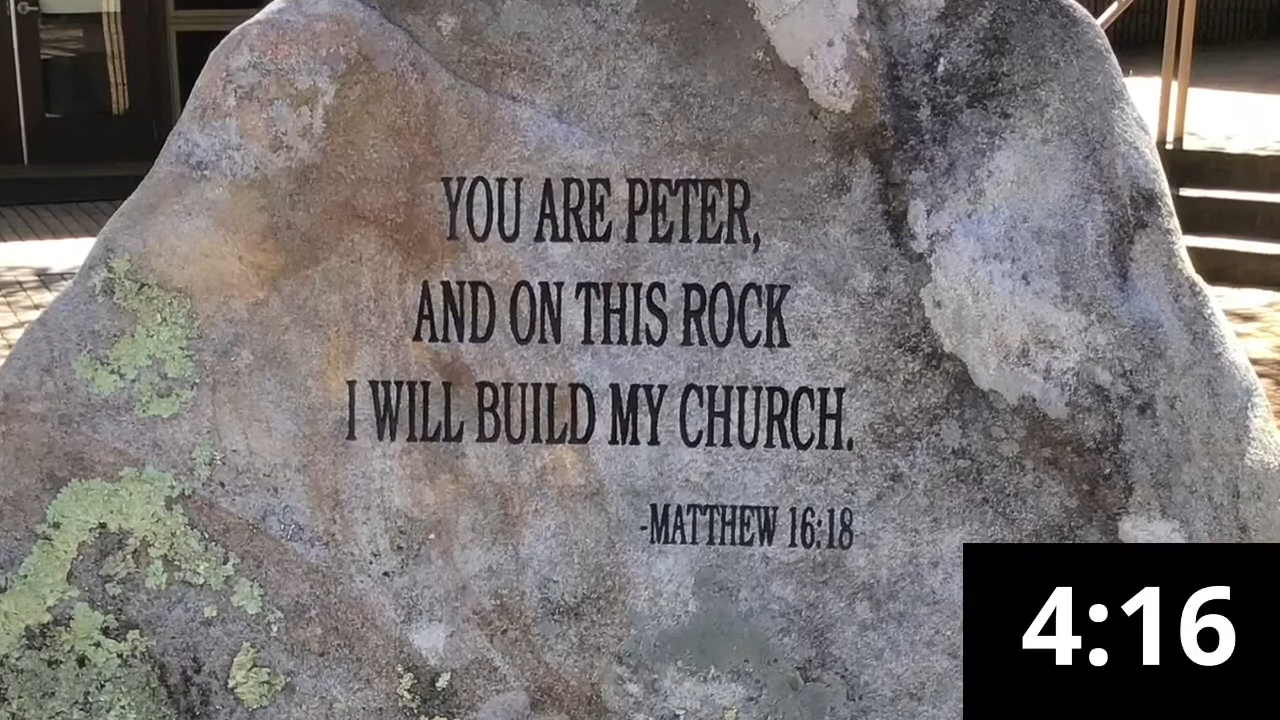 YOU ARE PETER,
AND ON THIS ROCK
I WILL BUILD MY CHURCH.
-MATTHEW 16:18
4:16